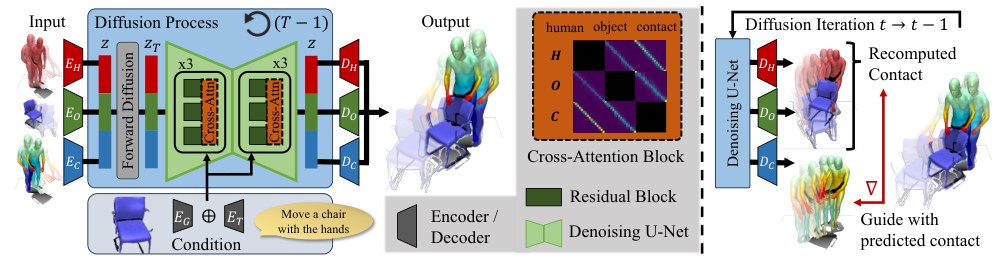 Input
Diffusion Process
(T − 1)
Output
E_H
E_O
E_C
z
Forward Diffusion
z_T
x3
Cross-Attn
x3
Cross-Attn
z
D_H
D_O
D_C
E_G
⊕
E_T
Condition
Move a chair
with the hands
Encoder /
Decoder
human object contact
H
O
C
Cross-Attention Block
Residual Block
Denoising U-Net
Diffusion Iteration t → t − 1
Denoising U-Net
D_H
D_O
D_C
Recomputed
Contact
∇
Guide with
predicted contact